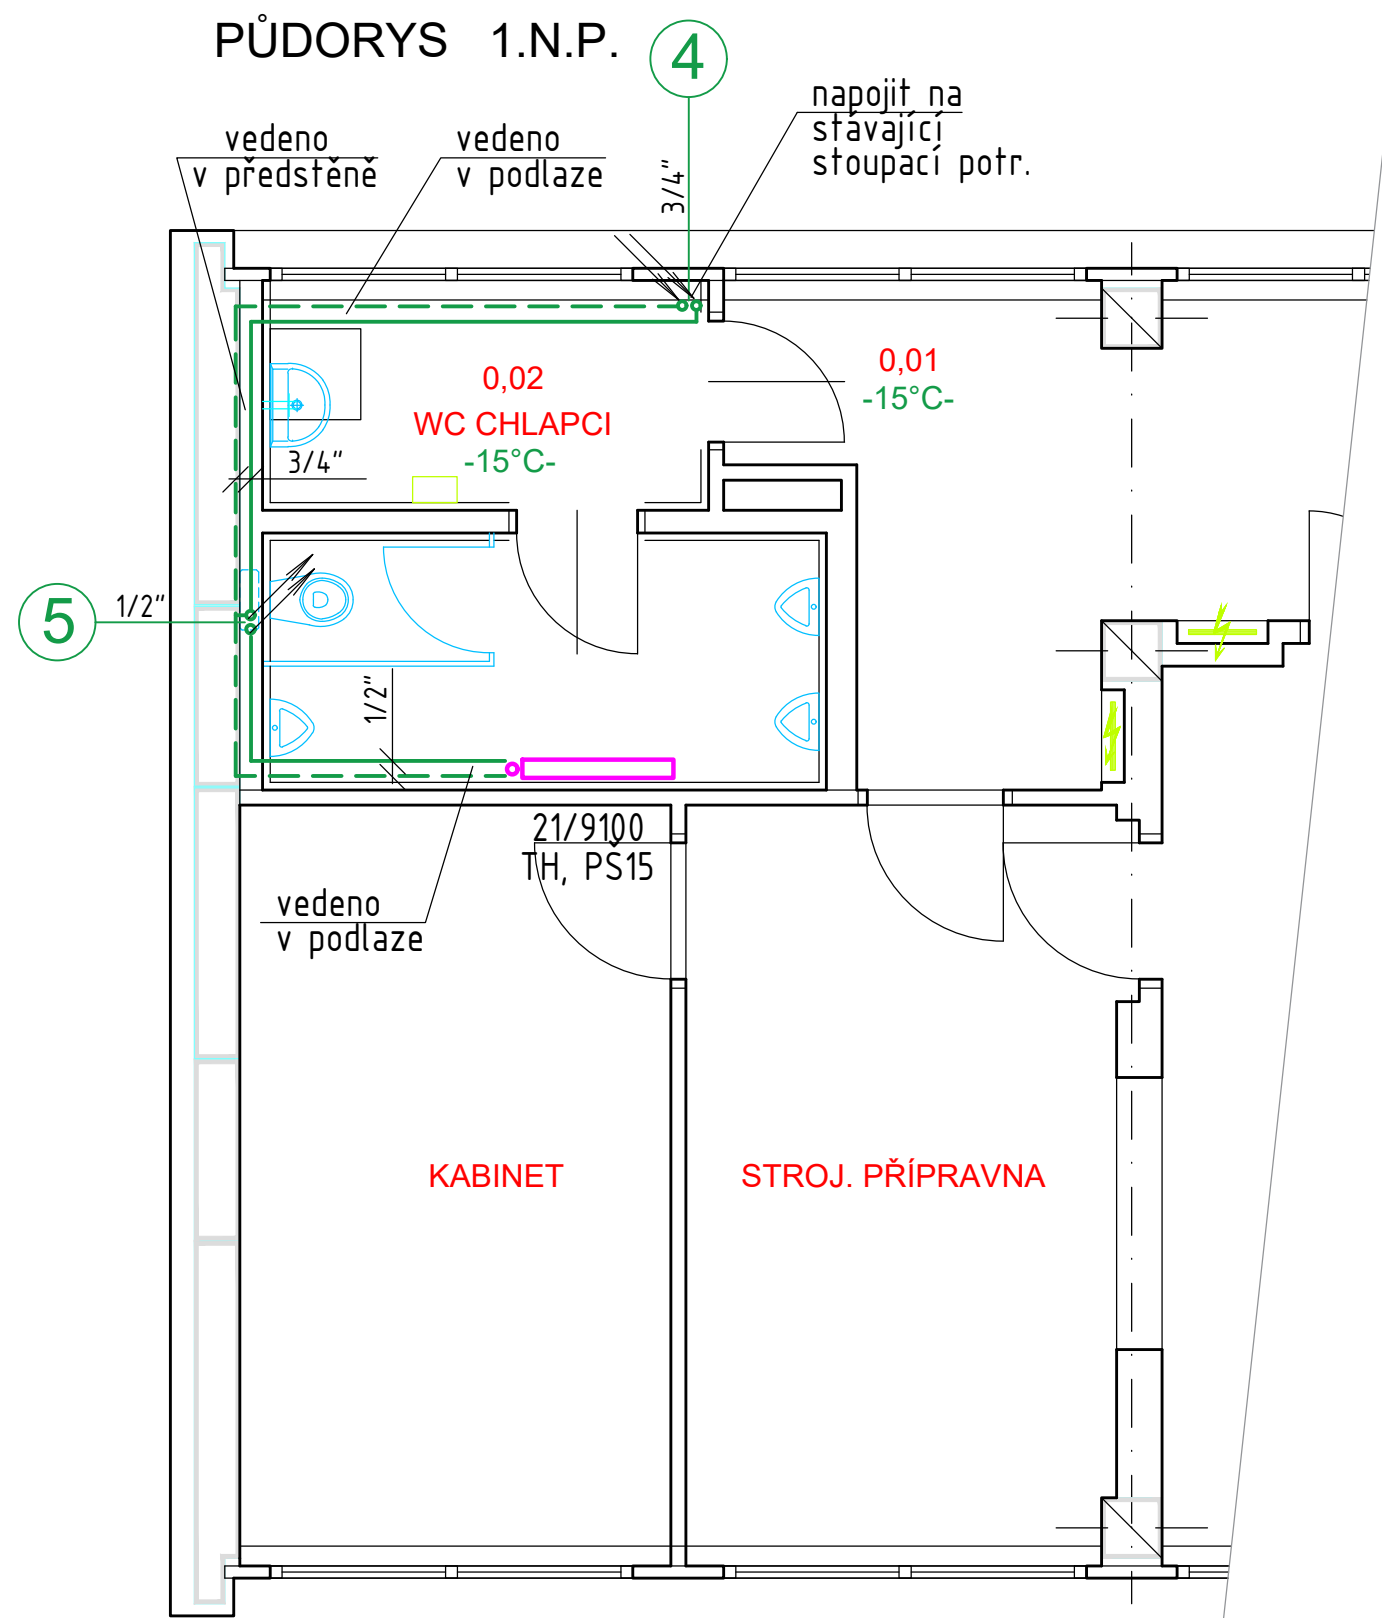 PŮDORYS 1.N.P.
4
napojit na
stávající
stoupací potr.
vedeno
v předstěně
vedeno
v podlaze
3/4"
0,02
WC CHLAPCI
-15°C-
0,01
-15°C-
3/4"
5
1/2"
1/2"
21/9100
TH, PŠ15
vedeno
v podlaze
KABINET
STROJ. PŘÍPRAVNA